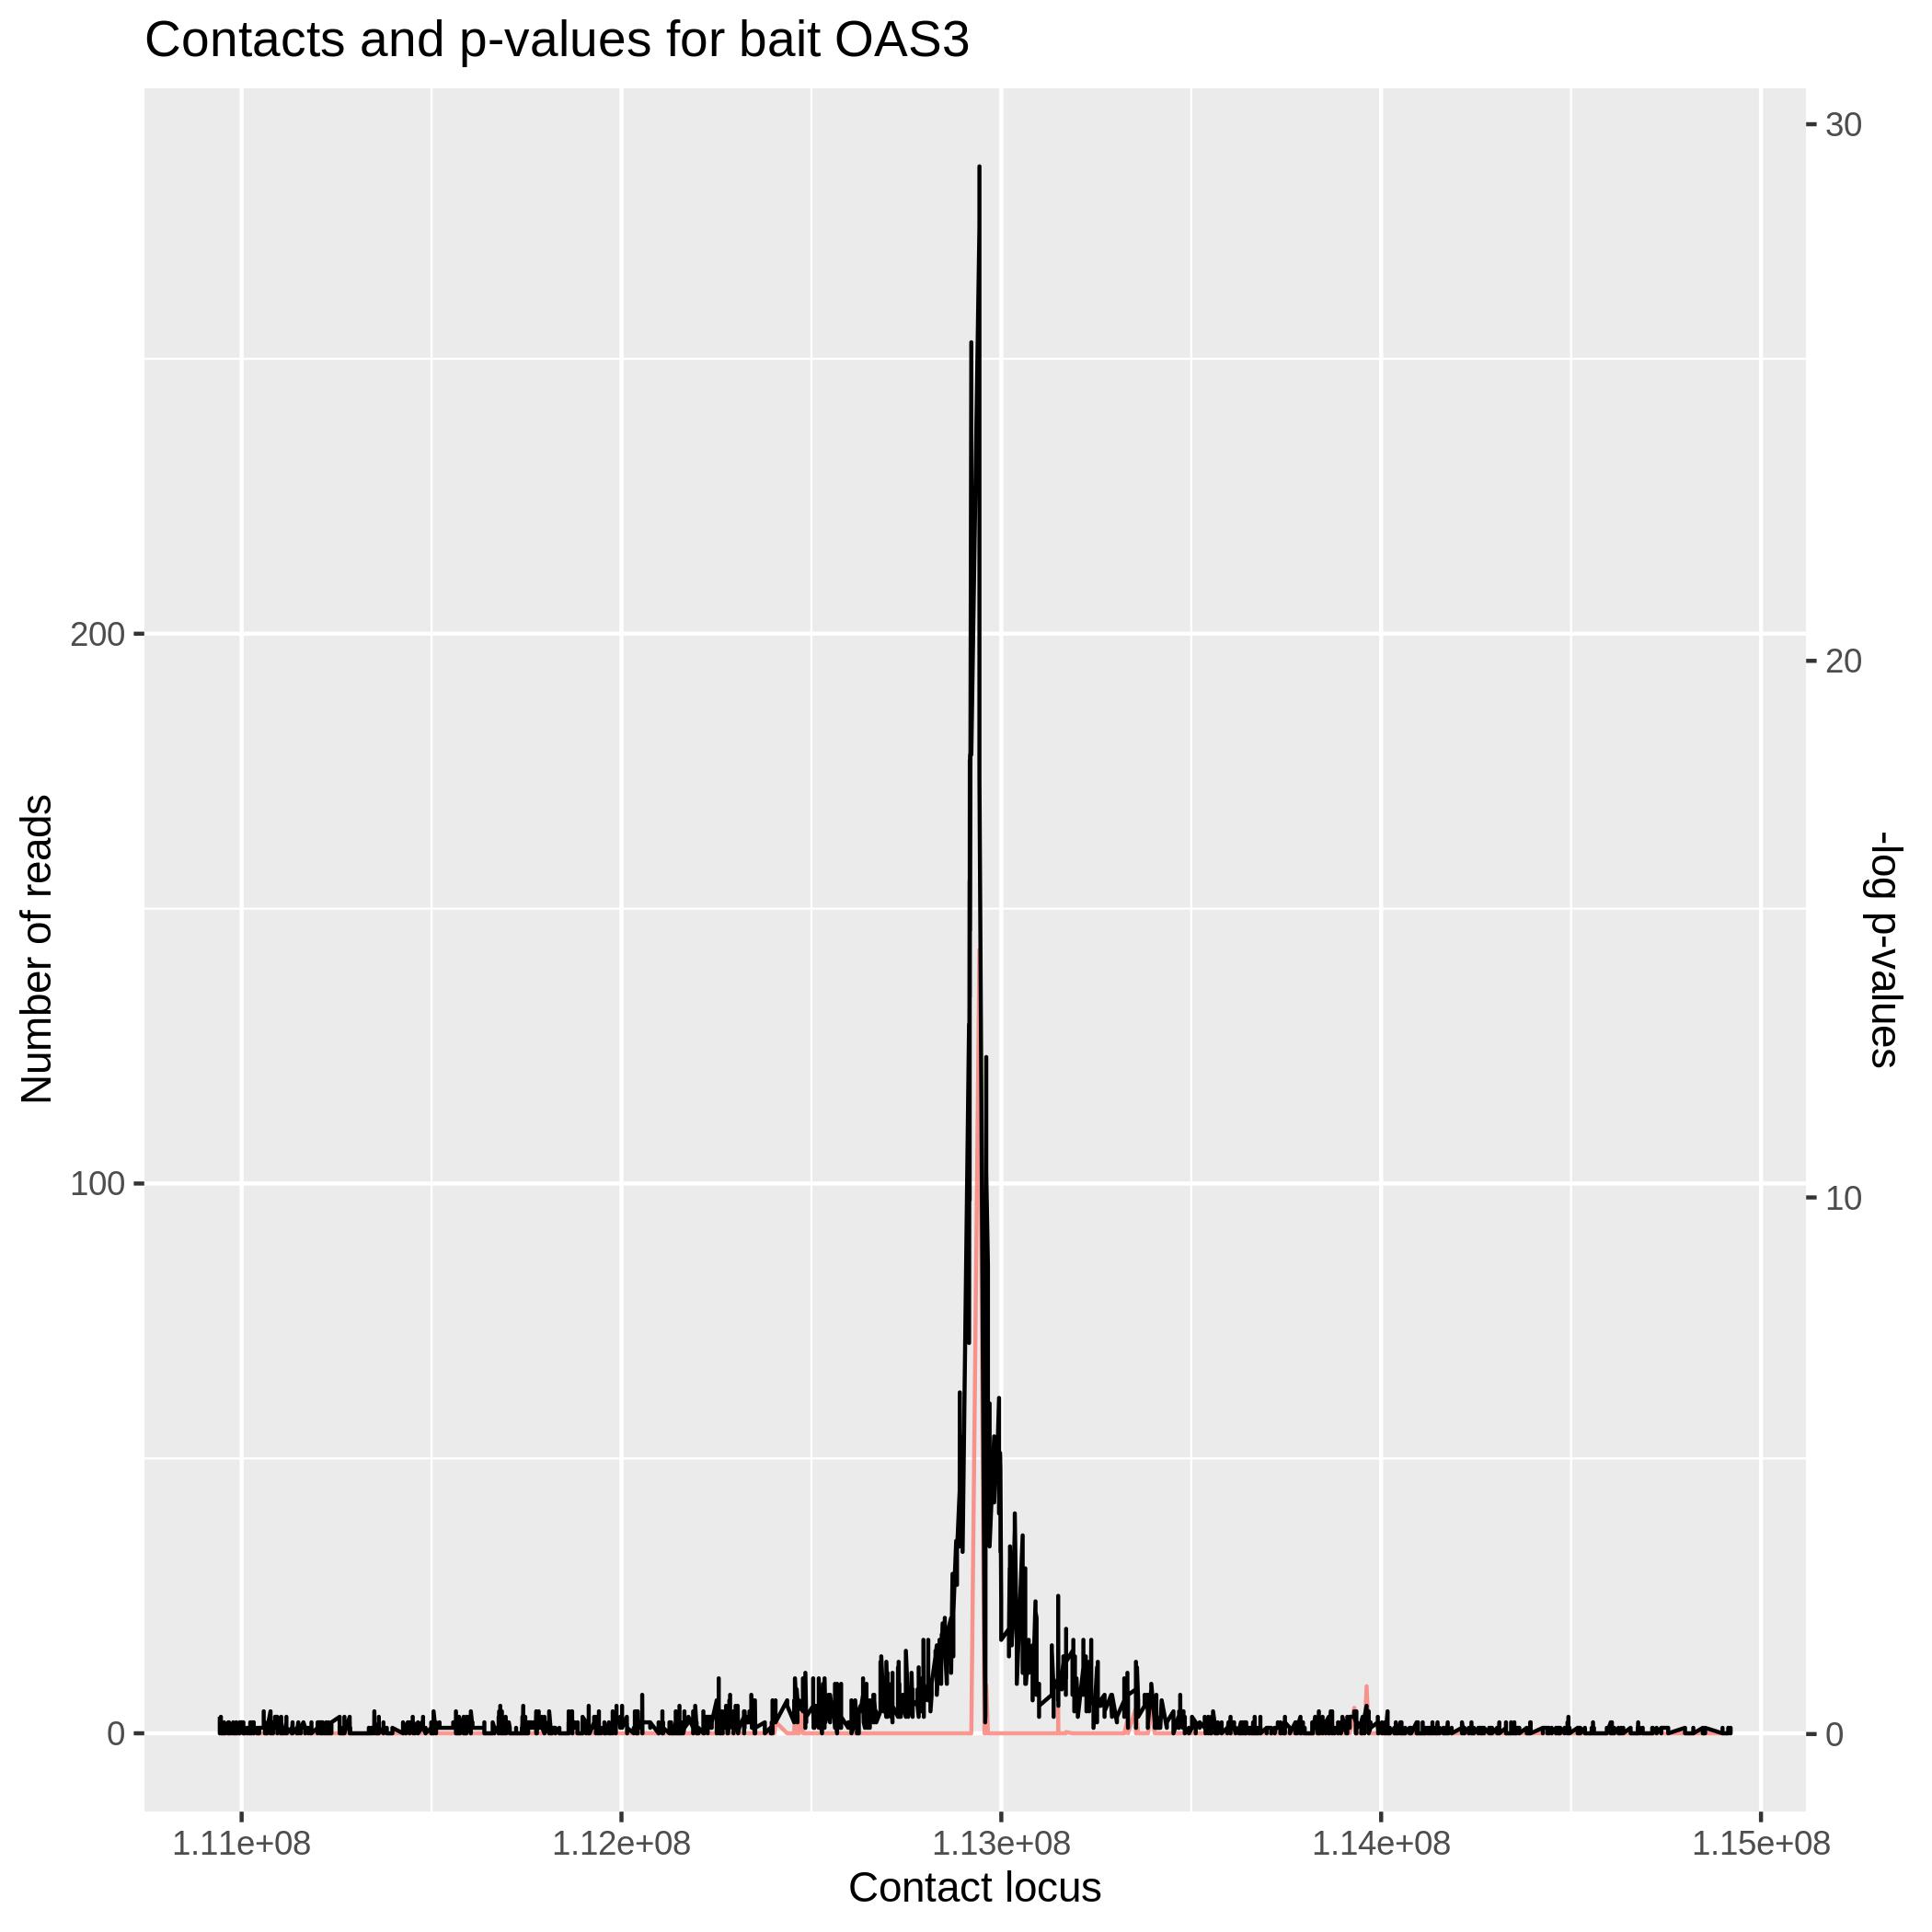 Contacts and p-values for bait OAS3
Number of reads
200
100
0
30
20
10
0
-log p-values
1.11e+08
1.12e+08
1.13e+08
1.14e+08
1.15e+08
Contact locus